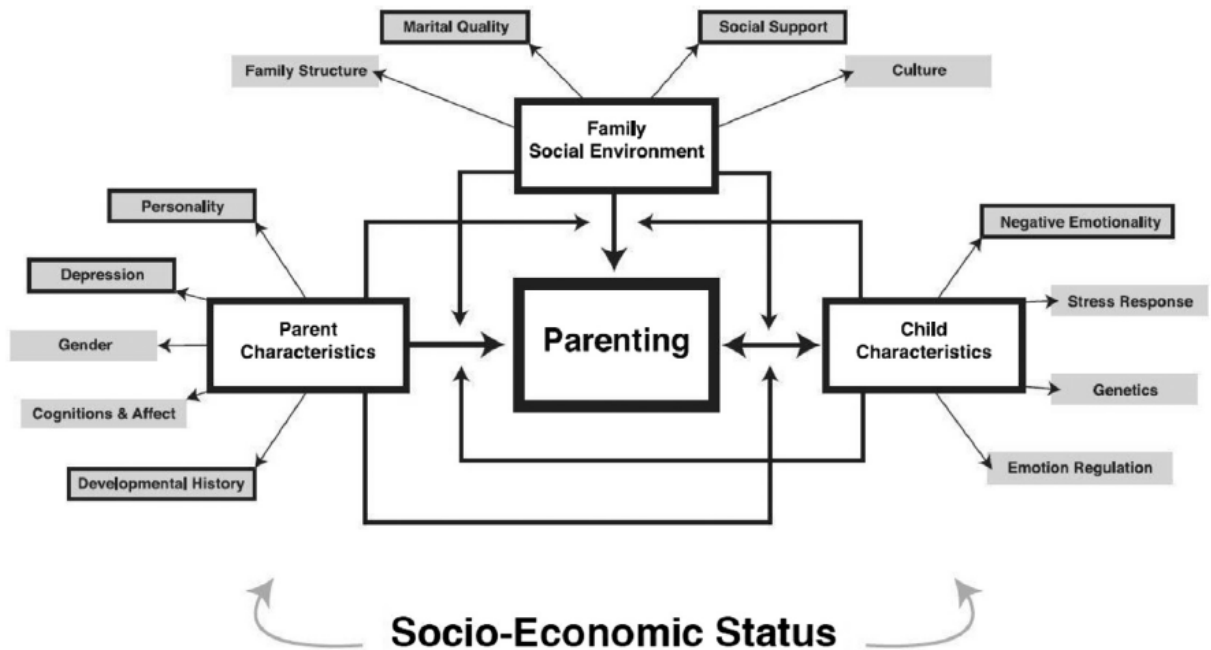 Marital Quality
Social Support
Family Structure
Culture
Family
Social Environment
Personality
Negative Emotionality
Depression
Stress Response
Parent
Characteristics
Parenting
Child
Characteristics
Gender
Genetics
Cognitions & Affect
Emotion Regulation
Developmental History
Socio-Economic Status